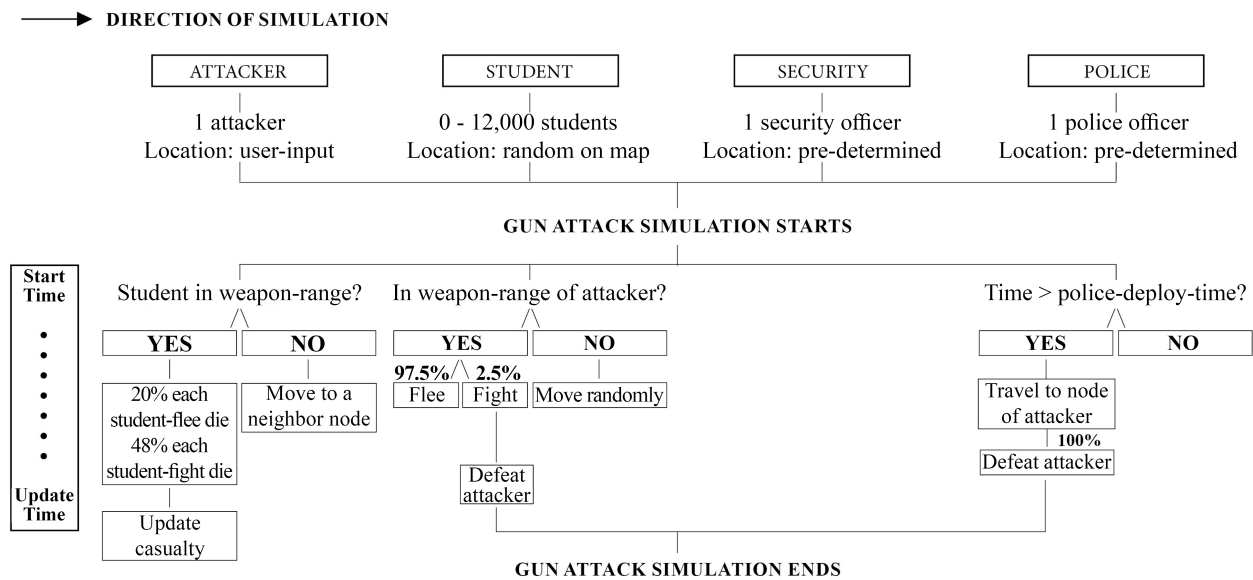 DIRECTION OF SIMULATION
ATTACKER
STUDENT
SECURITY
POLICE
1 attacker
Location: user-input
0 - 12,000 students
Location: random on map
1 security officer
Location: pre-determined
1 police officer
Location: pre-determined
GUN ATTACK SIMULATION STARTS
Start
Time
Update
Time
Student in weapon-range?
YES
NO
20% each
student-flee die
48% each
student-fight die
Move to a
neighbor node
Update
casualty
In weapon-range of attacker?
YES
NO
97.5%
2.5%
Flee
Fight
Move randomly
Defeat
attacker
Time > police-deploy-time?
YES
NO
Travel to node
of attacker
100%
Defeat attacker
GUN ATTACK SIMULATION ENDS